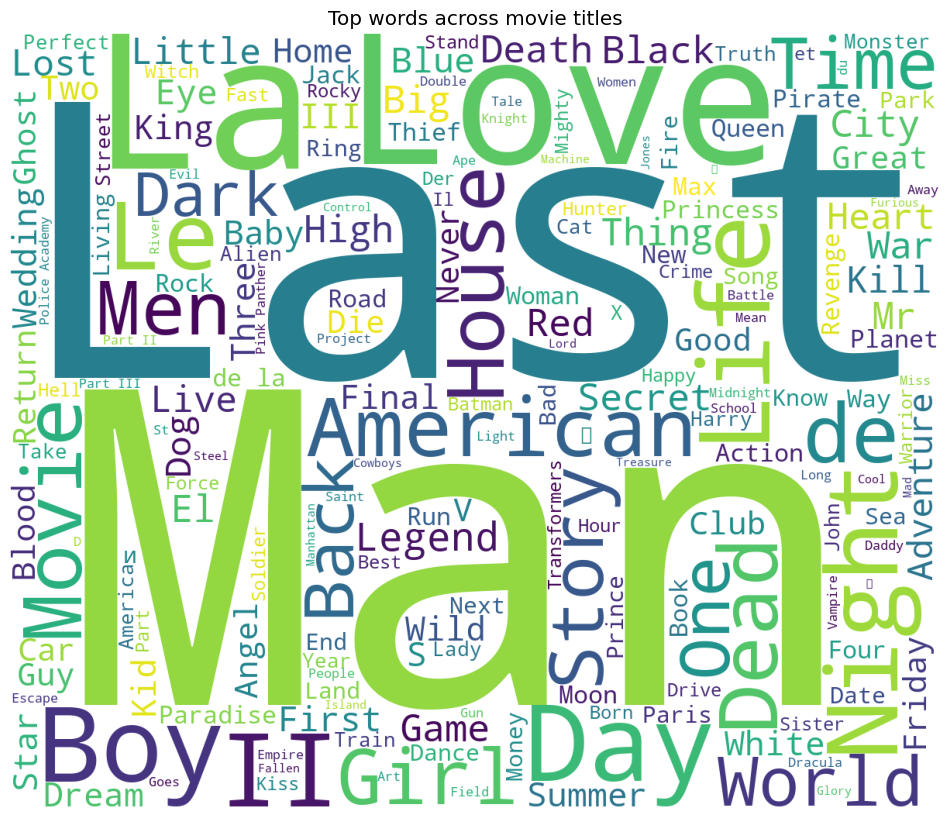 Top words across movie titles
Perfect
Lost
Two
Little
Witch
Eye
Fast
King
Home
Jack
Rocky
III
Ring
La
Love
Blue
Big
Thief
Stand
Double
Death
Black
Tale
Knight
Women
Ape
Machine
Mighty
Jones
Fire
Truth
et
du
Time
Monster
Pirate
Park
Queen
City
Great
Away
Furious
Last
Man
Ghost
Wedding
Street
Living
Police Academy
Return
Evil
Dark
Control
River
Le
Baby
High
Alien
Men
Rock
Three
Pink Panther
Part II
Road
Die
Project
Never
Der
Il
House
Woman
Hunter
Cat
Red
Lord
X
Thing
Max
Princess
New
Crime
Song
Battle
Mean
Good
Life
Heart
War
Kill
Revenge
Mr
Planet
Hell
Part III
de la
Take
Movie
Live
St
Dog
Steel
Force
El
Final
American
Cowboys
Batman
Light
Bad
Secret
Happy
Midnight
School
Harry
Treasure
Know
Way
Miss
Warrior
de
Action
Long
Cool
Mad
Adventure
Blood
D
Americas
Part
Kid
Soldier
Angel
Back
Saint
Manhattan
Run
V
Legend
Best
Story
Transformers
Hour
Club
Night
John
Sea
Daddy
Vampire
Next
Wild
S
Lady
Prince
Book
One
Dead
Four
Date
Friday
Car
Guy
Escape
Star
End
Year
People
Land
Island
Paradise
First
Game
Gun
Moon
Born
Drive
Paris
Sister
White
Dracula
World
Glory
Boy
Goes
Dream
II
Empire
Fallen
Kiss
Train
Girl
Art
Dance
Field
Money
Day
Summer